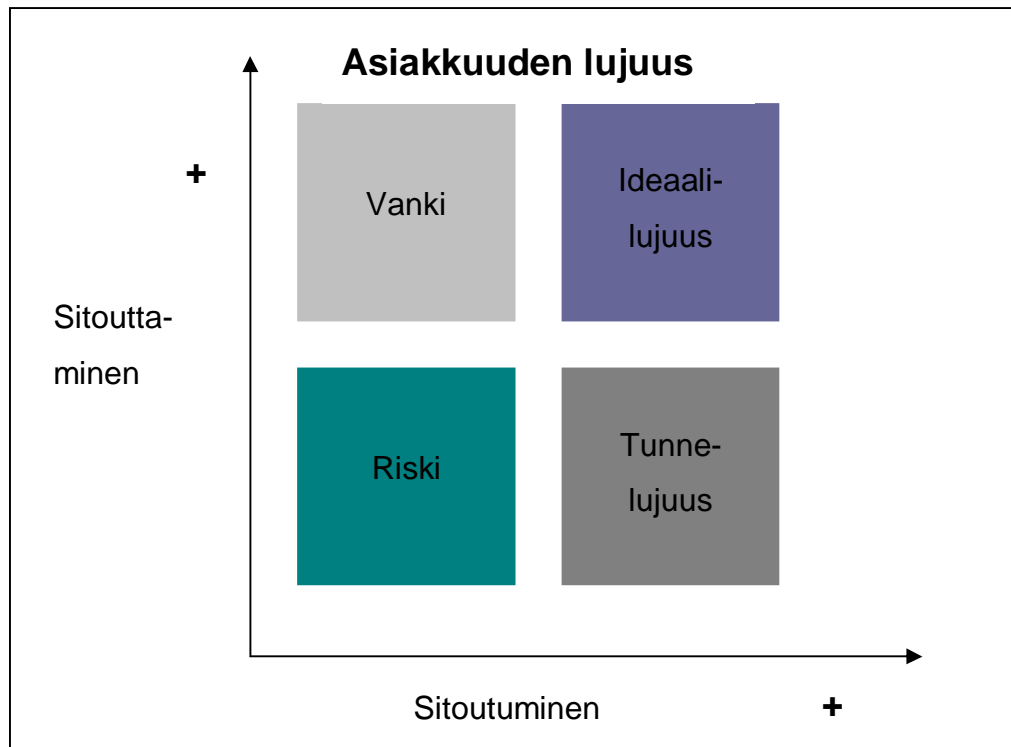 Asiakkuuden lujuus
+
Vanki
Ideaali-
lujuus
Sitoutta-
minen
Riski
Tunne-
lujuus
Sitoutuminen
+